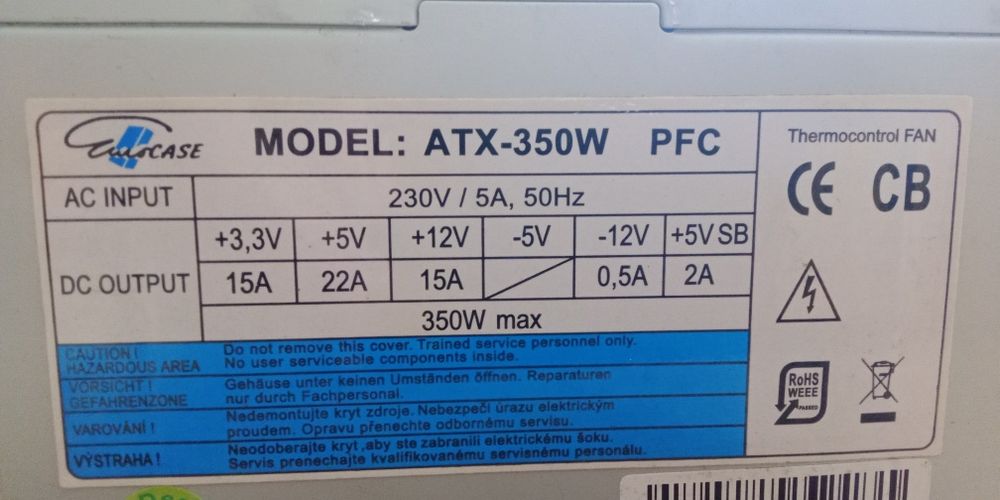 EuroCASE
MODEL: ATX-350W PFC
Thermocontrol FAN
CE CB
AC INPUT 230V / 5A, 50Hz
DC OUTPUT +3,3V +5V +12V -5V -12V +5V SB
15A 22A 15A 0,5A 2A
350W max
CAUTION !
HAZARDOUS AREA
Do not remove this cover. Trained service personnel only.
No user serviceable components inside.
VORSICHT !
GEFAHRENZONE
Gehäuse unter keinen Umständen öffnen. Reparaturen
nur durch Fachpersonal.
VAROVÁNÍ !
Nedemontujte kryt zdroje. Nebezpečí úrazu elektrickým
proudem. Opravu přenechte odbornému servisu.
VÝSTRAHA !
Neodoberajte kryt ,aby ste zabranili elektrickému šoku.
Servis prenechajte kvalifikovanému servisnému personálu.
RoHS
WEEE
PASSED